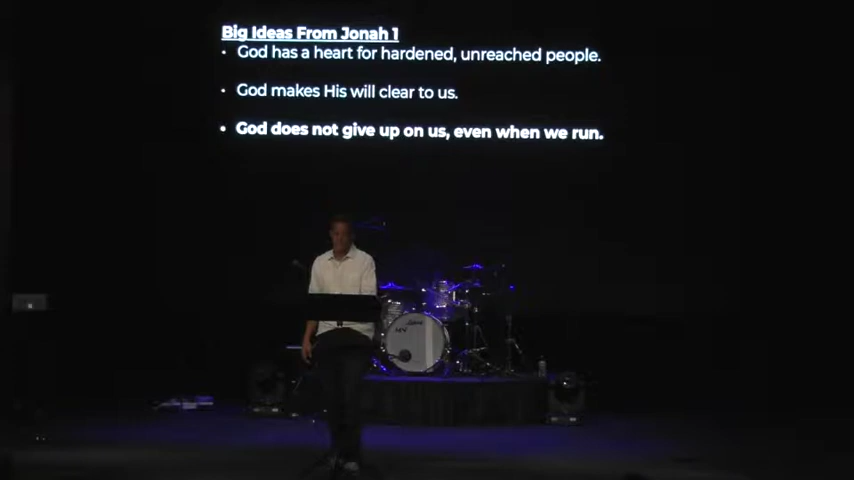 Big Ideas From Jonah 1
• God has a heart for hardened, unreached people.
• God makes His will clear to us.
• God does not give up on us, even when we run.